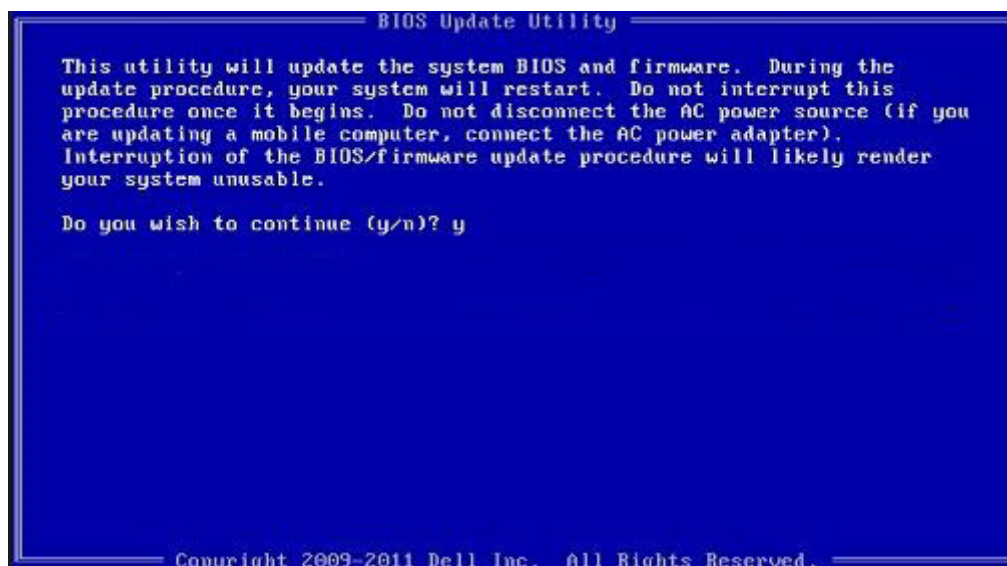 BIOS Update Utility
This utility will update the system BIOS and firmware. During the
update procedure, your system will restart. Do not interrupt this
procedure once it begins. Do not disconnect the AC power source (if you
are updating a mobile computer, connect the AC power adapter).
Interruption of the BIOS/firmware update procedure will likely render
your system unusable.
Do you wish to continue (y/n)? y
Copyright 2009-2011 Dell Inc. All Rights Reserved.